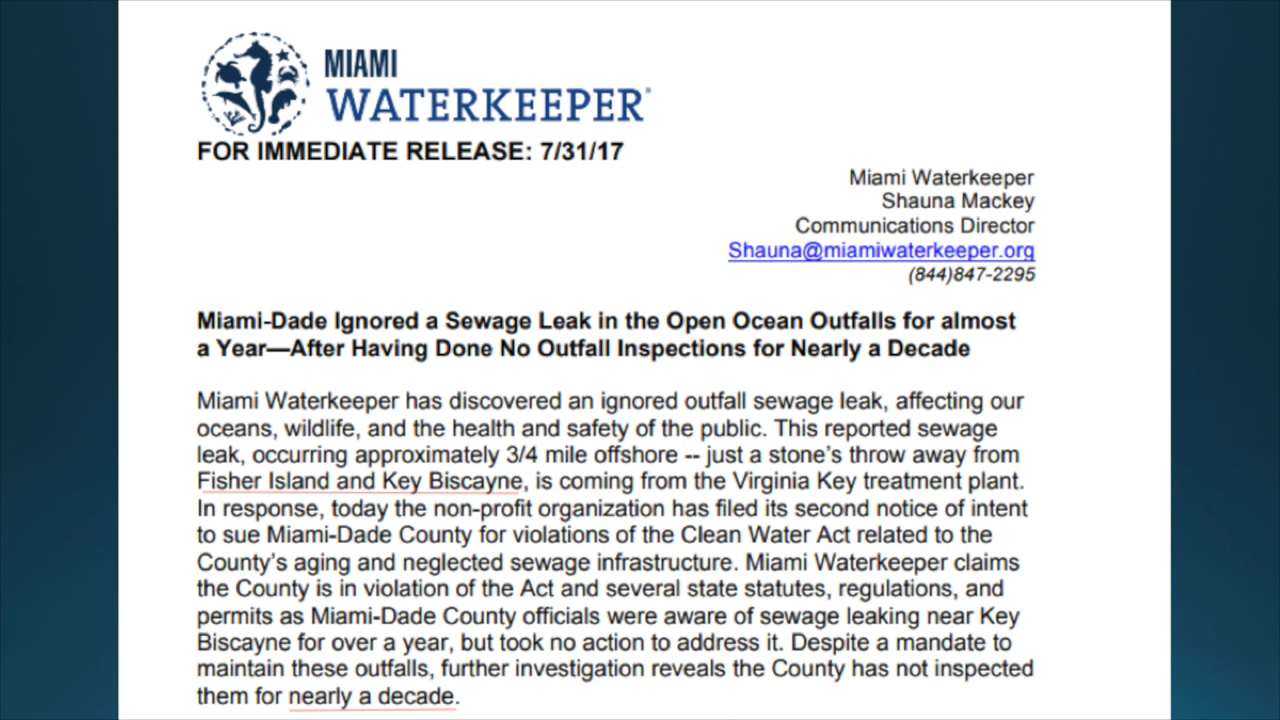 MIAMI
WATERKEEPER®
FOR IMMEDIATE RELEASE: 7/31/17
Miami Waterkeeper
Shauna Mackey
Communications Director
Shauna@miamiwaterkeeper.org
(844)847-2295
Miami-Dade Ignored a Sewage Leak in the Open Ocean Outfalls for almost
a Year—After Having Done No Outfall Inspections for Nearly a Decade
Miami Waterkeeper has discovered an ignored outfall sewage leak, affecting our
oceans, wildlife, and the health and safety of the public. This reported sewage
leak, occurring approximately 3/4 mile offshore -- just a stone's throw away from
Fisher Island and Key Biscayne, is coming from the Virginia Key treatment plant.
In response, today the non-profit organization has filed its second notice of intent
to sue Miami-Dade County for violations of the Clean Water Act related to the
County's aging and neglected sewage infrastructure. Miami Waterkeeper claims
the County is in violation of the Act and several state statutes, regulations, and
permits as Miami-Dade County officials were aware of sewage leaking near Key
Biscayne for over a year, but took no action to address it. Despite a mandate to
maintain these outfalls, further investigation reveals the County has not inspected
them for nearly a decade.